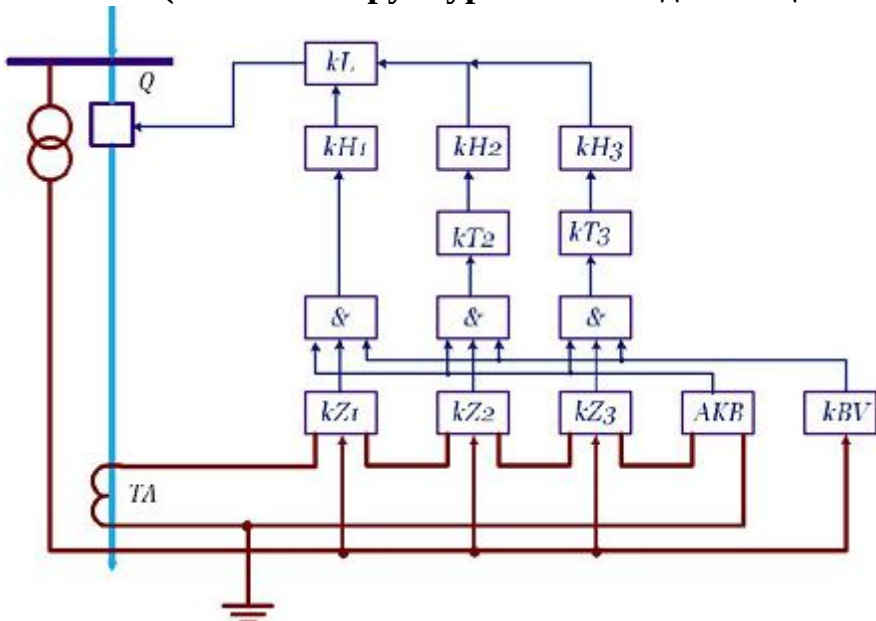 kL
Q
kH1 kH2 kH3
kT2 kT3
& & &
kZ1 kZ2 kZ3 AKB kBV
TA